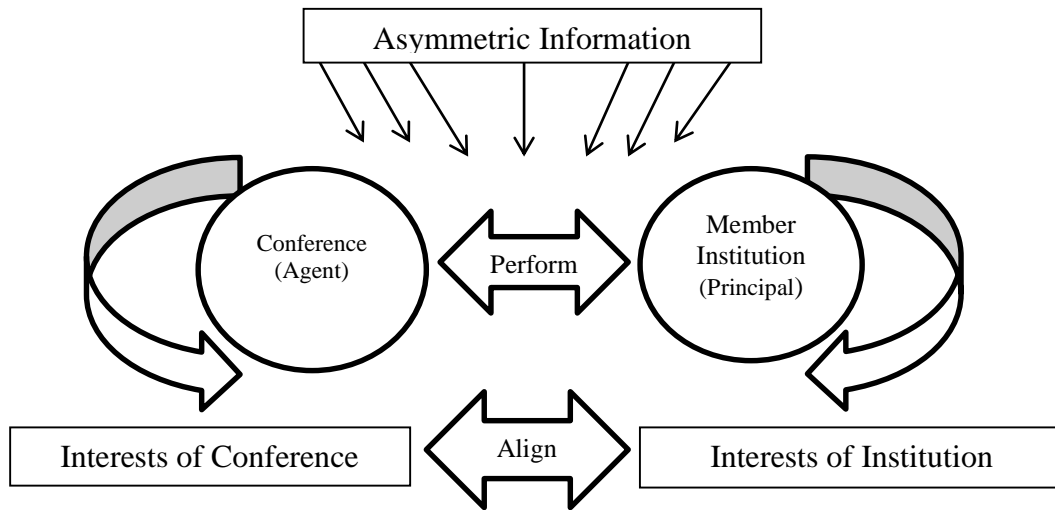 Asymmetric Information
Conference
(Agent)
Perform
Member
Institution
(Principal)
Interests of Conference
Align
Interests of Institution